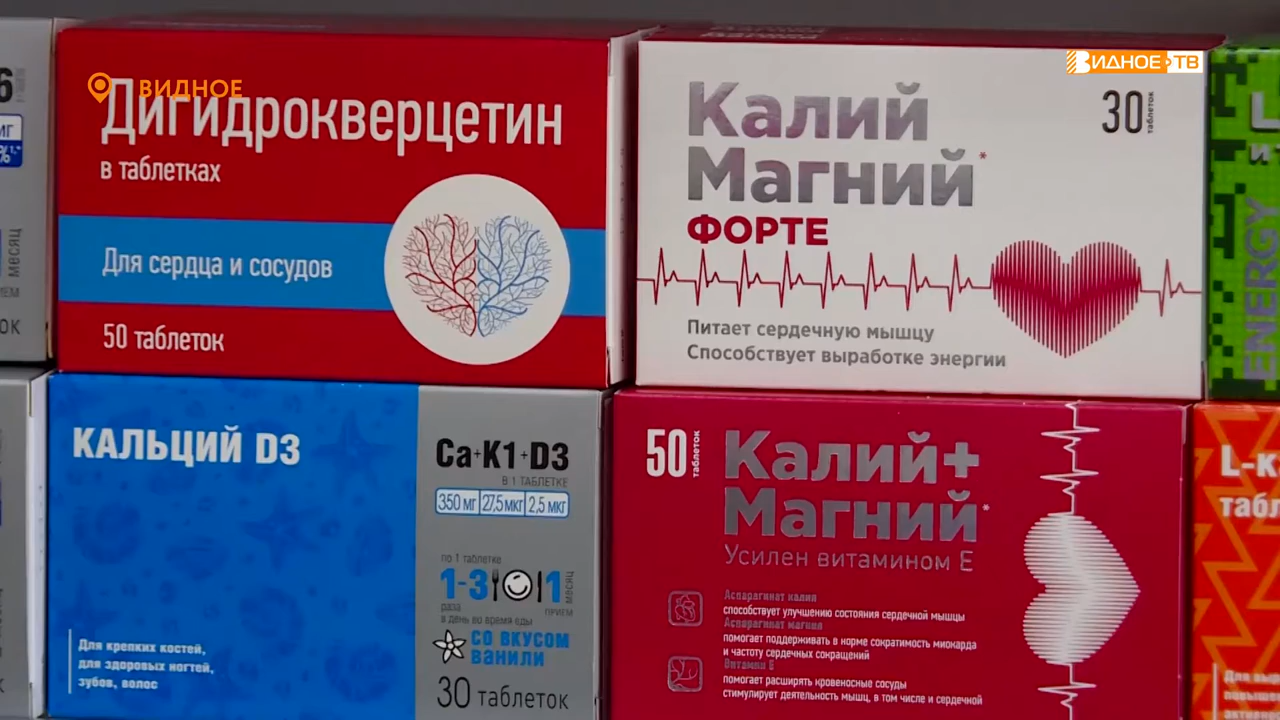 ВИДНОЕ
ВИДНОЕ ТВ
Дигидрокверцетин
в таблетках
Для сердца и сосудов
50 таблеток
Калий
Магний*
ФОРТЕ
30 таблеток
Питает сердечную мышцу
Способствует выработке энергии
ENERGY
КАЛЬЦИЙ D3
Для крепких костей,
для здоровых ногтей,
зубов, волос
Ca+K1+D3
В 1 ТАБЛЕТКЕ
350 мг 27,5 мкг 2,5 мкг
по 1 таблетке
1-3 1
раза
в день во время еды
месяц
ПРИЕМ
СО ВКУСОМ
ВАНИЛИ
30 таблеток
50 таблеток
Калий+
Магний*
Усилен витамином Е
Аспарагинат калия
способствует улучшению состояния сердечной мышцы
Аспарагинат магния
помогает поддерживать в норме сократимость миокарда
и частоту сердечных сокращений
Витамин Е
помогает расширять кровеносные сосуды
стимулирует деятельность мышц, в том числе и сердечной